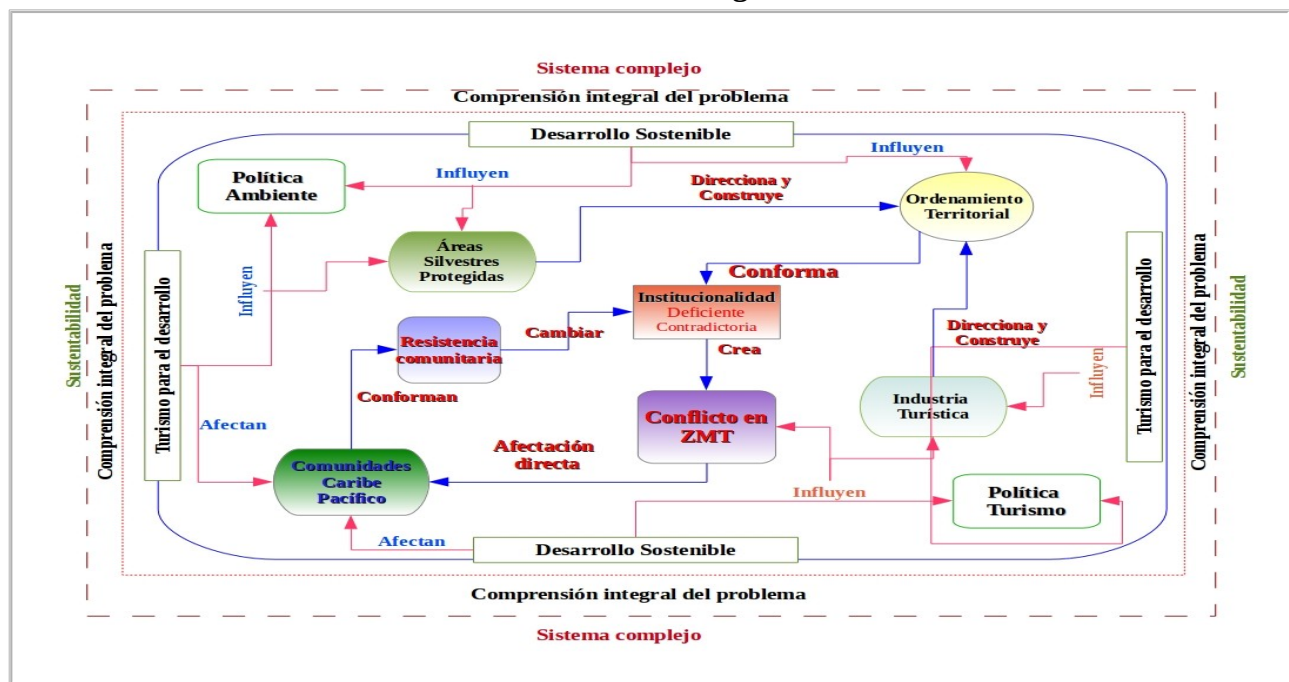 Sistema complejo
Comprensión integral del problema
Desarrollo Sostenible
Influyen
Política
Ambiente
Influyen
Direcciona y
Construye
Ordenamiento
Territorial
Áreas
Silvestres
Protegidas
Influyen
Conforma
Institucionalidad
Deficiente
Contradictoria
Sustentabilidad
Comprensión integral del problema
Turismo para el desarrollo
Resistencia
comunitaria
Cambiar
Crea
Direcciona y
Construye
Influyen
Turismo para el desarrollo
Comprensión integral del problema
Sustentabilidad
Conforman
Industria
Turística
Afectan
Conflicto en
ZMT
Afectación
directa
Comunidades
Caribe
Pacífico
Influyen
Política
Turismo
Afectan
Desarrollo Sostenible
Comprensión integral del problema
Sistema complejo